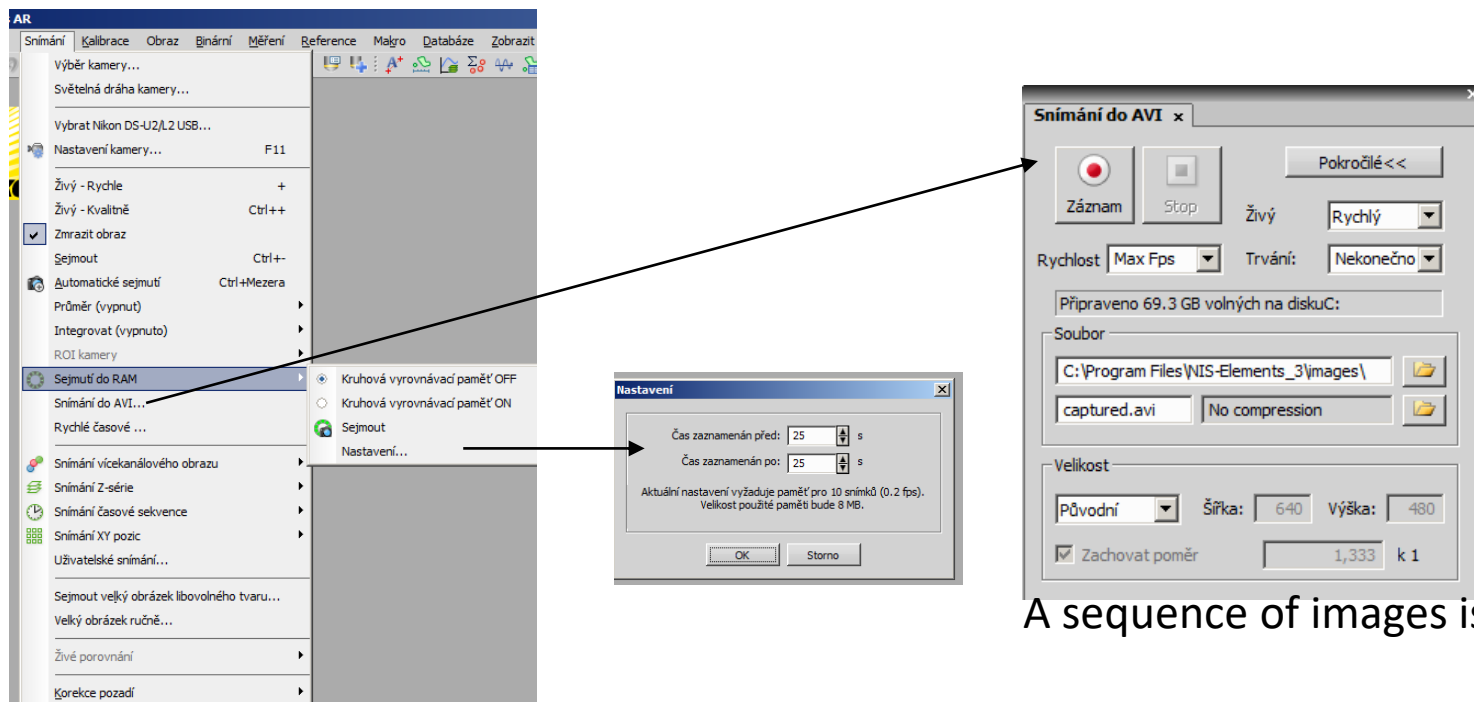 AR
Snímání Kalibrace Obraz Binární Měření Reference Makro Databáze Zobrazit
Výběr kamery...
Světelná dráha kamery...
Vybrat Nikon DS-U2/L2 USB...
Nastavení kamery... F11
Živý - Rychle +
Živý - Kvalitně Ctrl++
Zmrazit obraz
Sejmout Ctrl+-
Automatické sejmutí Ctrl+Mezera
Průměr (vypnut)
Integrovat (vypnuto)
ROI kamery
Sejmutí do RAM
Snímání do AVI...
Rychlé časové ...
Snímání vícekanálového obrazu
Snímání Z-série
Snímání časové sekvence
Snímání XY pozic
Uživatelské snímání...
Sejmout velký obrázek libovolného tvaru...
Velký obrázek ručně...
Živé porovnání
Korekce pozadí
Kruhová vyrovnávací paměť OFF
Kruhová vyrovnávací paměť ON
Sejmout
Nastavení...
Nastavení
Čas zaznamenán před: 25 s
Čas zaznamenán po: 25 s
Aktuální nastavení vyžaduje paměť pro 10 snímků (0.2 fps).
Velikost použité paměti bude 8 MB.
OK Storno
Snímání do AVI x
Pokročilé<<
Záznam Stop Živý Rychlý
Rychlost Max Fps Trvání: Nekonečno
Připraveno 69.3 GB volných na diskuC:
Soubor
C:\Program Files\NIS-Elements_3\images\
captured.avi No compression
Velikost
Původní Šířka: 640 Výška: 480
Zachovat poměr 1,333 k 1
A sequence of images is